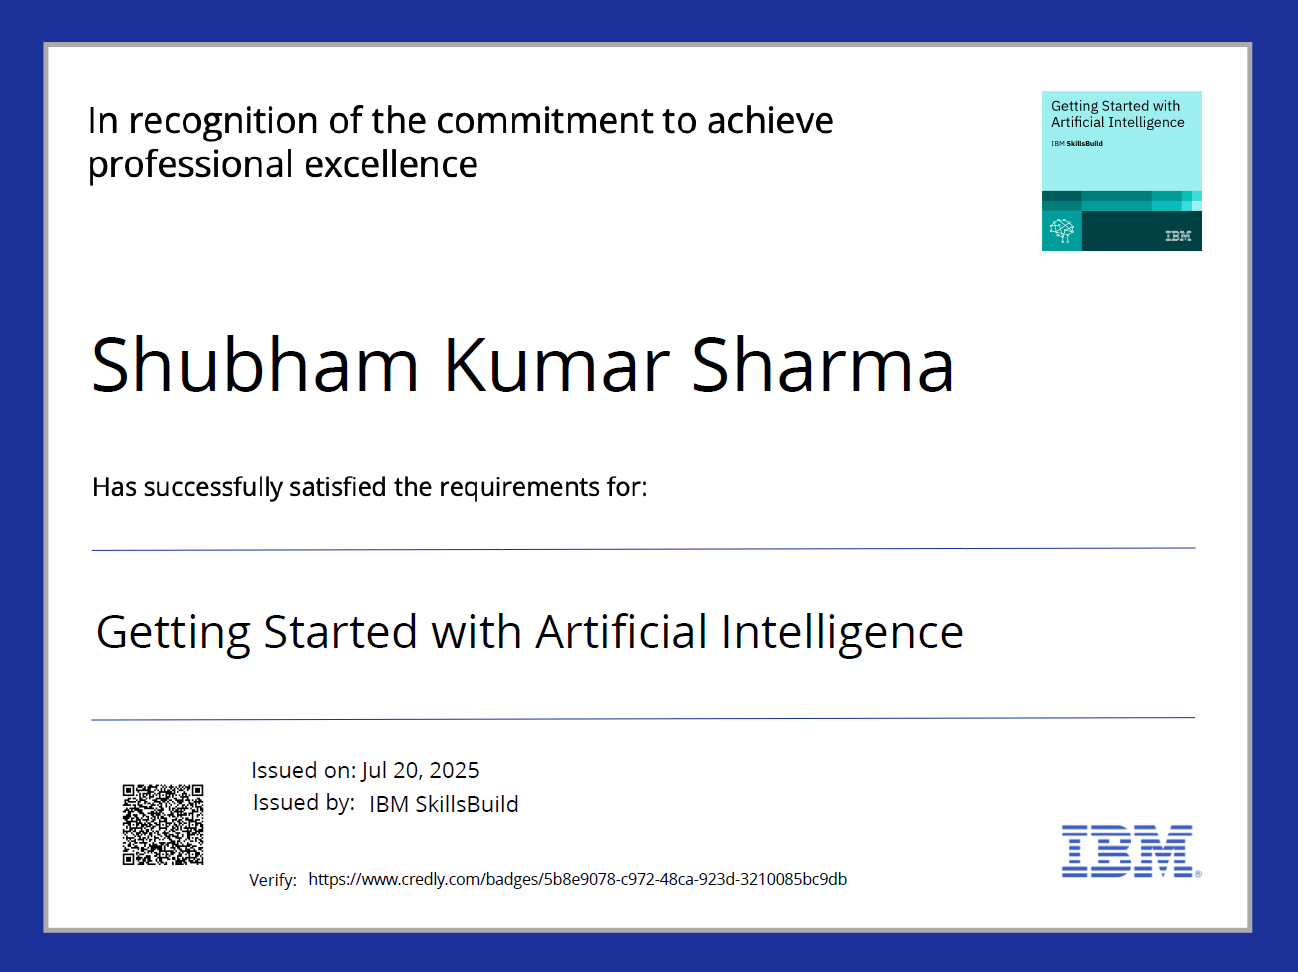 In recognition of the commitment to achieve
professional excellence
Getting Started with
Artificial Intelligence
IBM SkillsBuild
IBM
Shubham Kumar Sharma
Has successfully satisfied the requirements for:
Getting Started with Artificial Intelligence
Issued on: Jul 20, 2025
Issued by: IBM SkillsBuild
IBM®
Verify: https://www.credly.com/badges/5b8e9078-c972-48ca-923d-3210085bc9db